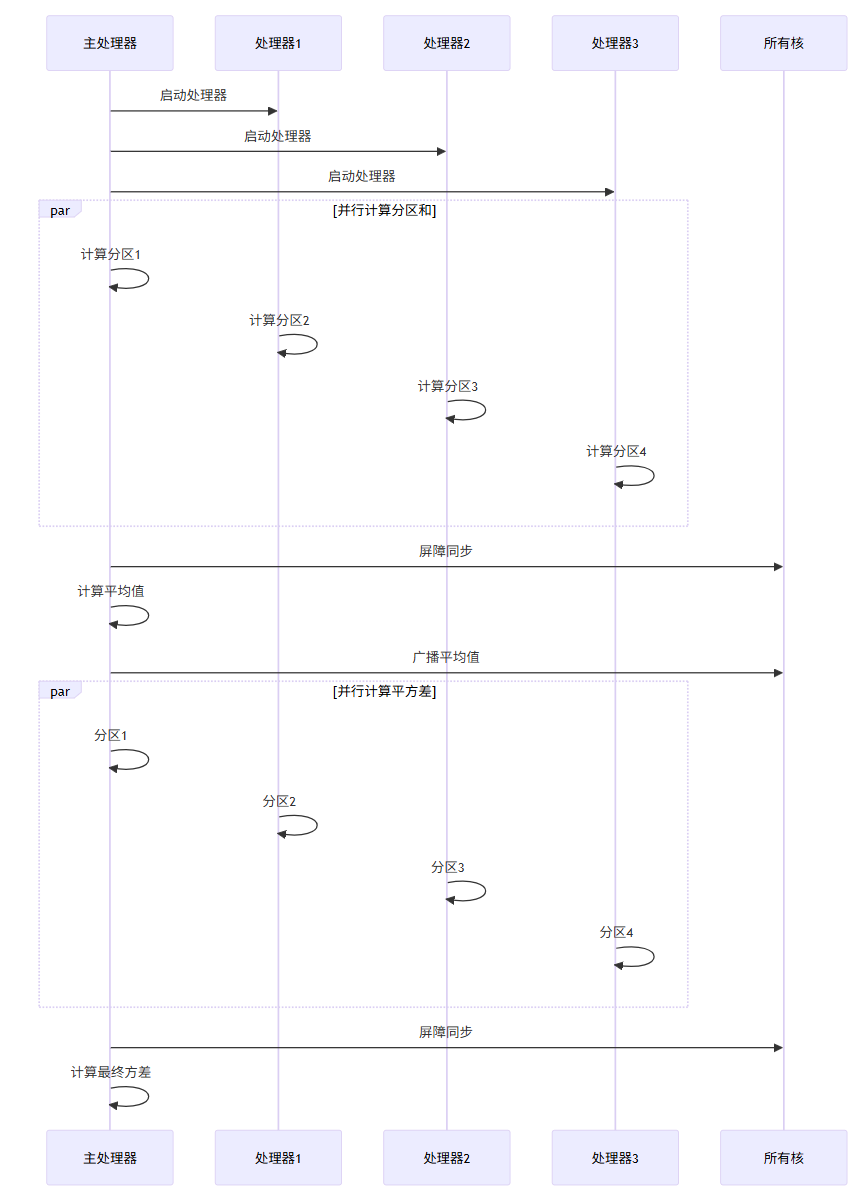 主处理器
处理器1
处理器2
处理器3
所有核
启动处理器
启动处理器
启动处理器
par
[并行计算分区和]
计算分区1
计算分区2
计算分区3
计算分区4
屏障同步
计算平均值
广播平均值
par
[并行计算平方差]
分区1
分区2
分区3
分区4
屏障同步
计算最终方差
主处理器
处理器1
处理器2
处理器3
所有核